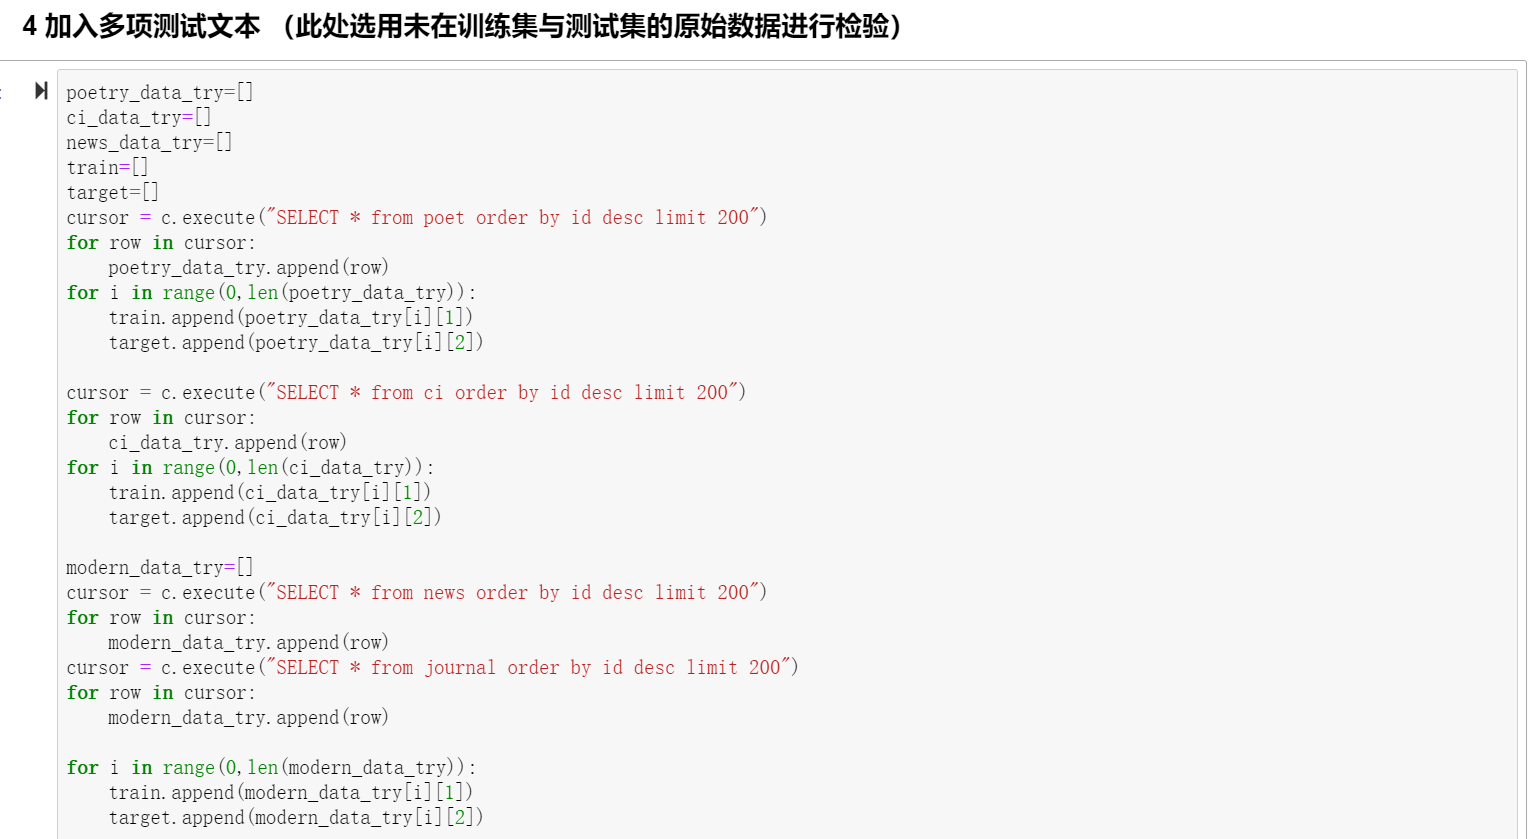 4 加入多项测试文本 （此处选用未在训练集与测试集的原始数据进行检验）
poetry_data_try=[]
ci_data_try=[]
news_data_try=[]
train=[]
target=[]
cursor = c.execute("SELECT * from poet order by id desc limit 200")
for row in cursor:
    poetry_data_try.append(row)
for i in range(0,len(poetry_data_try)):
    train.append(poetry_data_try[i][1])
    target.append(poetry_data_try[i][2])

cursor = c.execute("SELECT * from ci order by id desc limit 200")
for row in cursor:
    ci_data_try.append(row)
for i in range(0,len(ci_data_try)):
    train.append(ci_data_try[i][1])
    target.append(ci_data_try[i][2])

modern_data_try=[]
cursor = c.execute("SELECT * from news order by id desc limit 200")
for row in cursor:
    modern_data_try.append(row)
cursor = c.execute("SELECT * from journal order by id desc limit 200")
for row in cursor:
    modern_data_try.append(row)

for i in range(0,len(modern_data_try)):
    train.append(modern_data_try[i][1])
    target.append(modern_data_try[i][2])